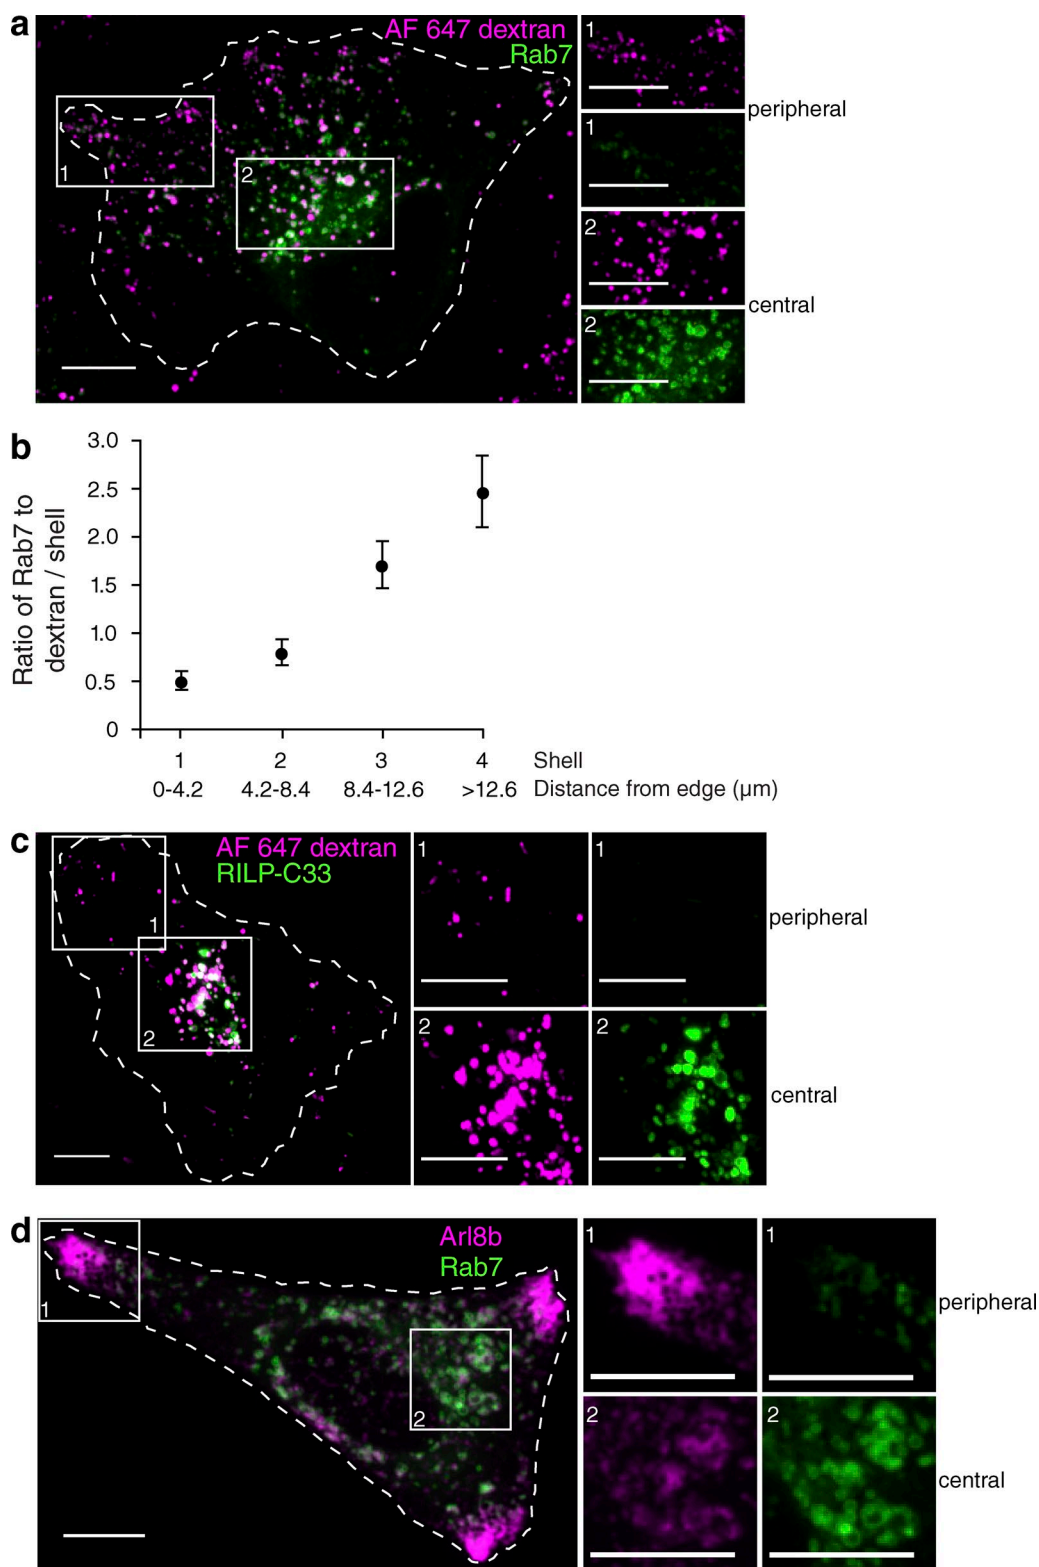 a
AF 647 dextran
Rab7
1
2
1
1
peripheral
2
2
central
b
Ratio of Rab7 to
dextran / shell
3.0
2.5
2.0
1.5
1.0
0.5
0
1 2 3 4 Shell
0-4.2 4.2-8.4 8.4-12.6 >12.6 Distance from edge (µm)
c
AF 647 dextran
RILP-C33
1
2
1
1
peripheral
2
2
central
d
Arl8b
Rab7
1
2
1
1
peripheral
2
2
central